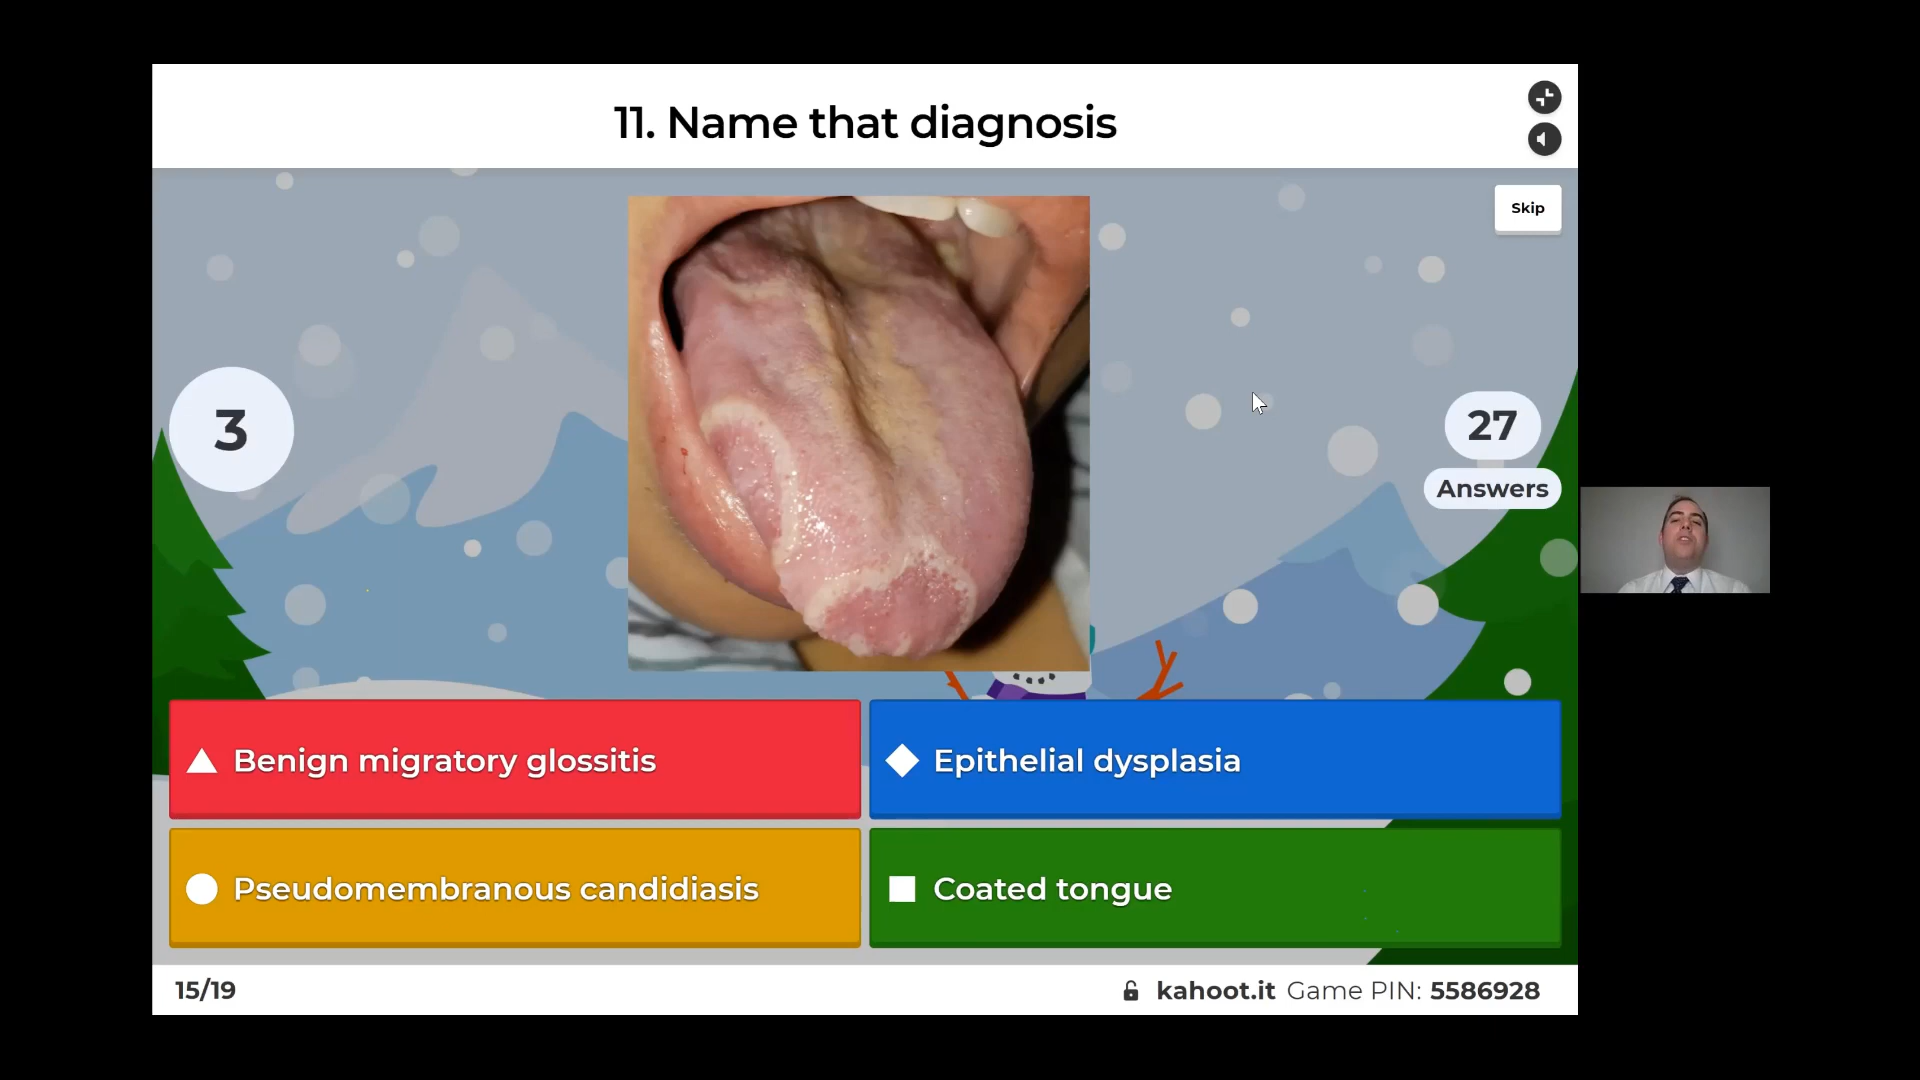 11. Name that diagnosis
Skip
3
27
Answers
Benign migratory glossitis
Epithelial dysplasia
Pseudomembranous candidiasis
Coated tongue
15/19
kahoot.it Game PIN: 5586928